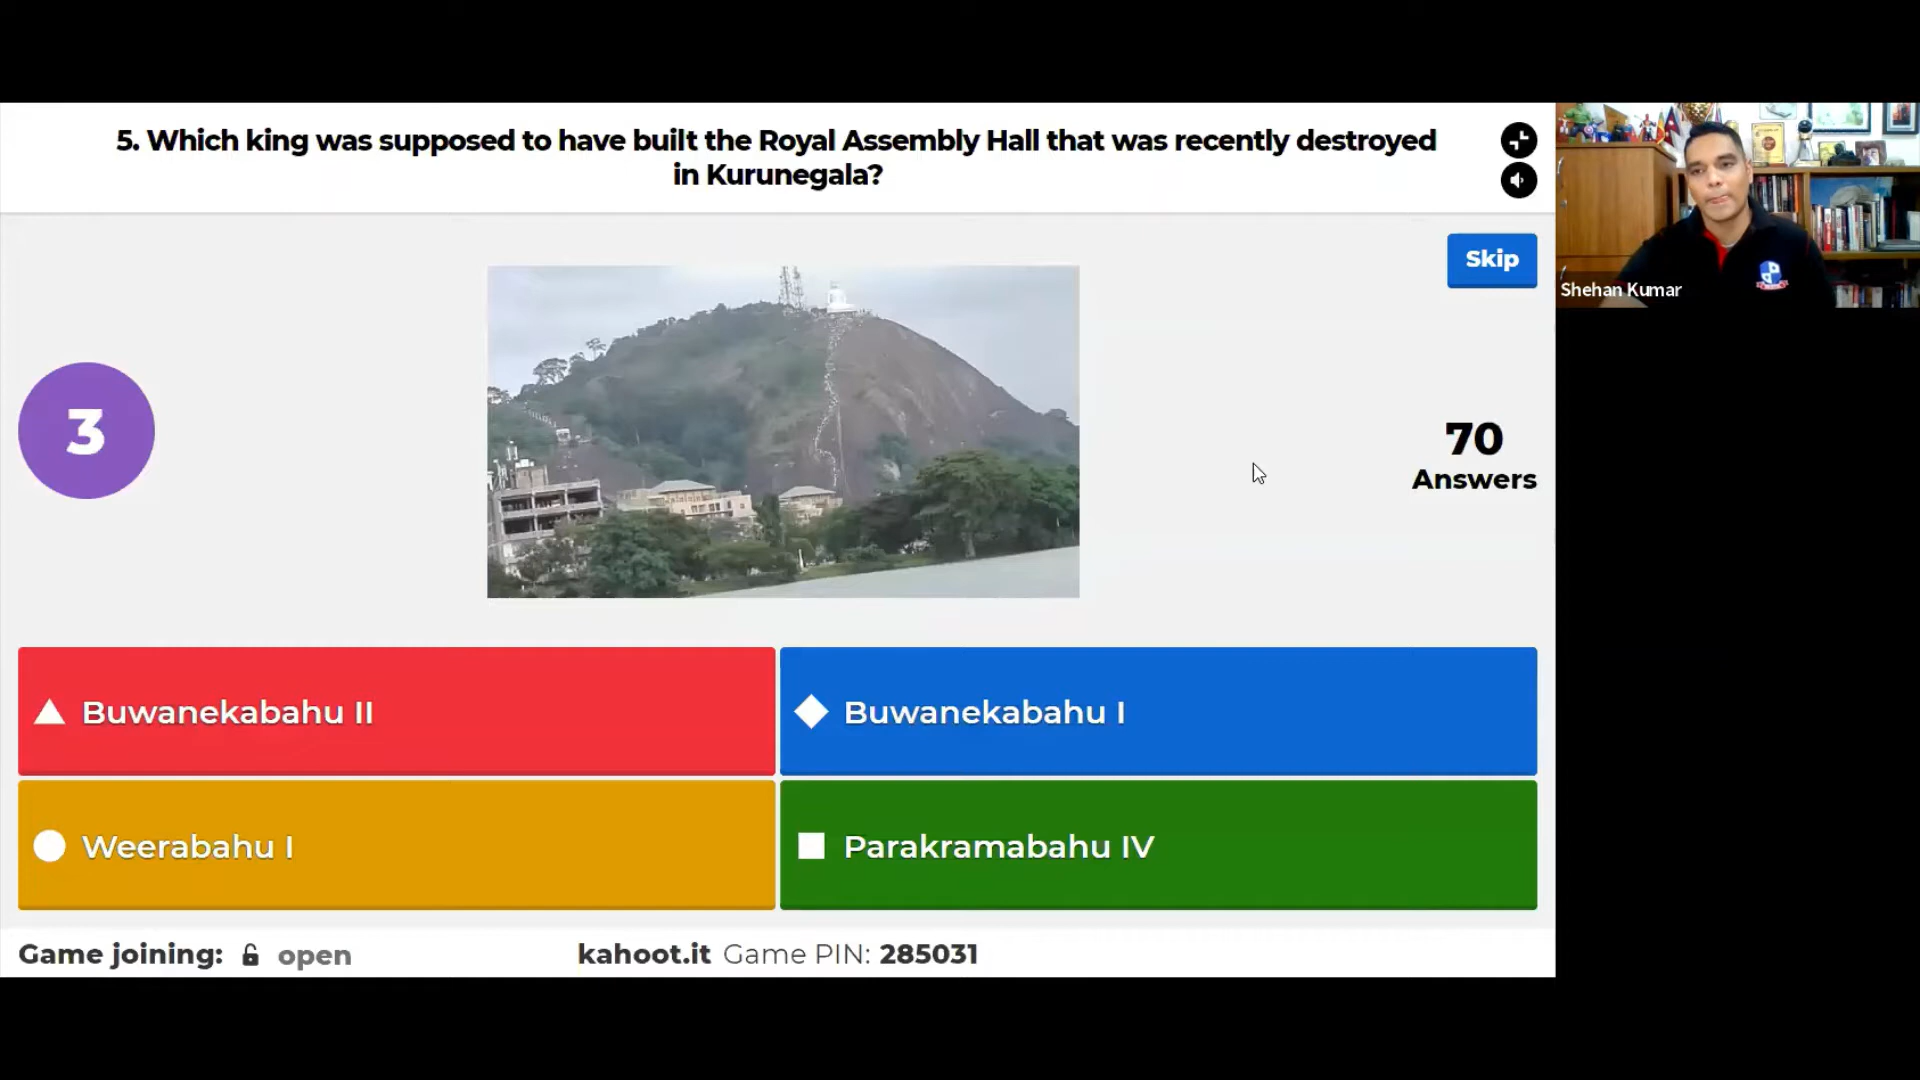 5. Which king was supposed to have built the Royal Assembly Hall that was recently destroyed
in Kurunegala?
Skip
Shehan Kumar
3
70
Answers
Buwanekabahu II
Buwanekabahu I
Weerabahu I
Parakramabahu IV
Game joining: open
kahoot.it Game PIN: 285031